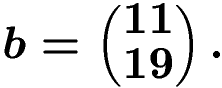 b = (11
19).